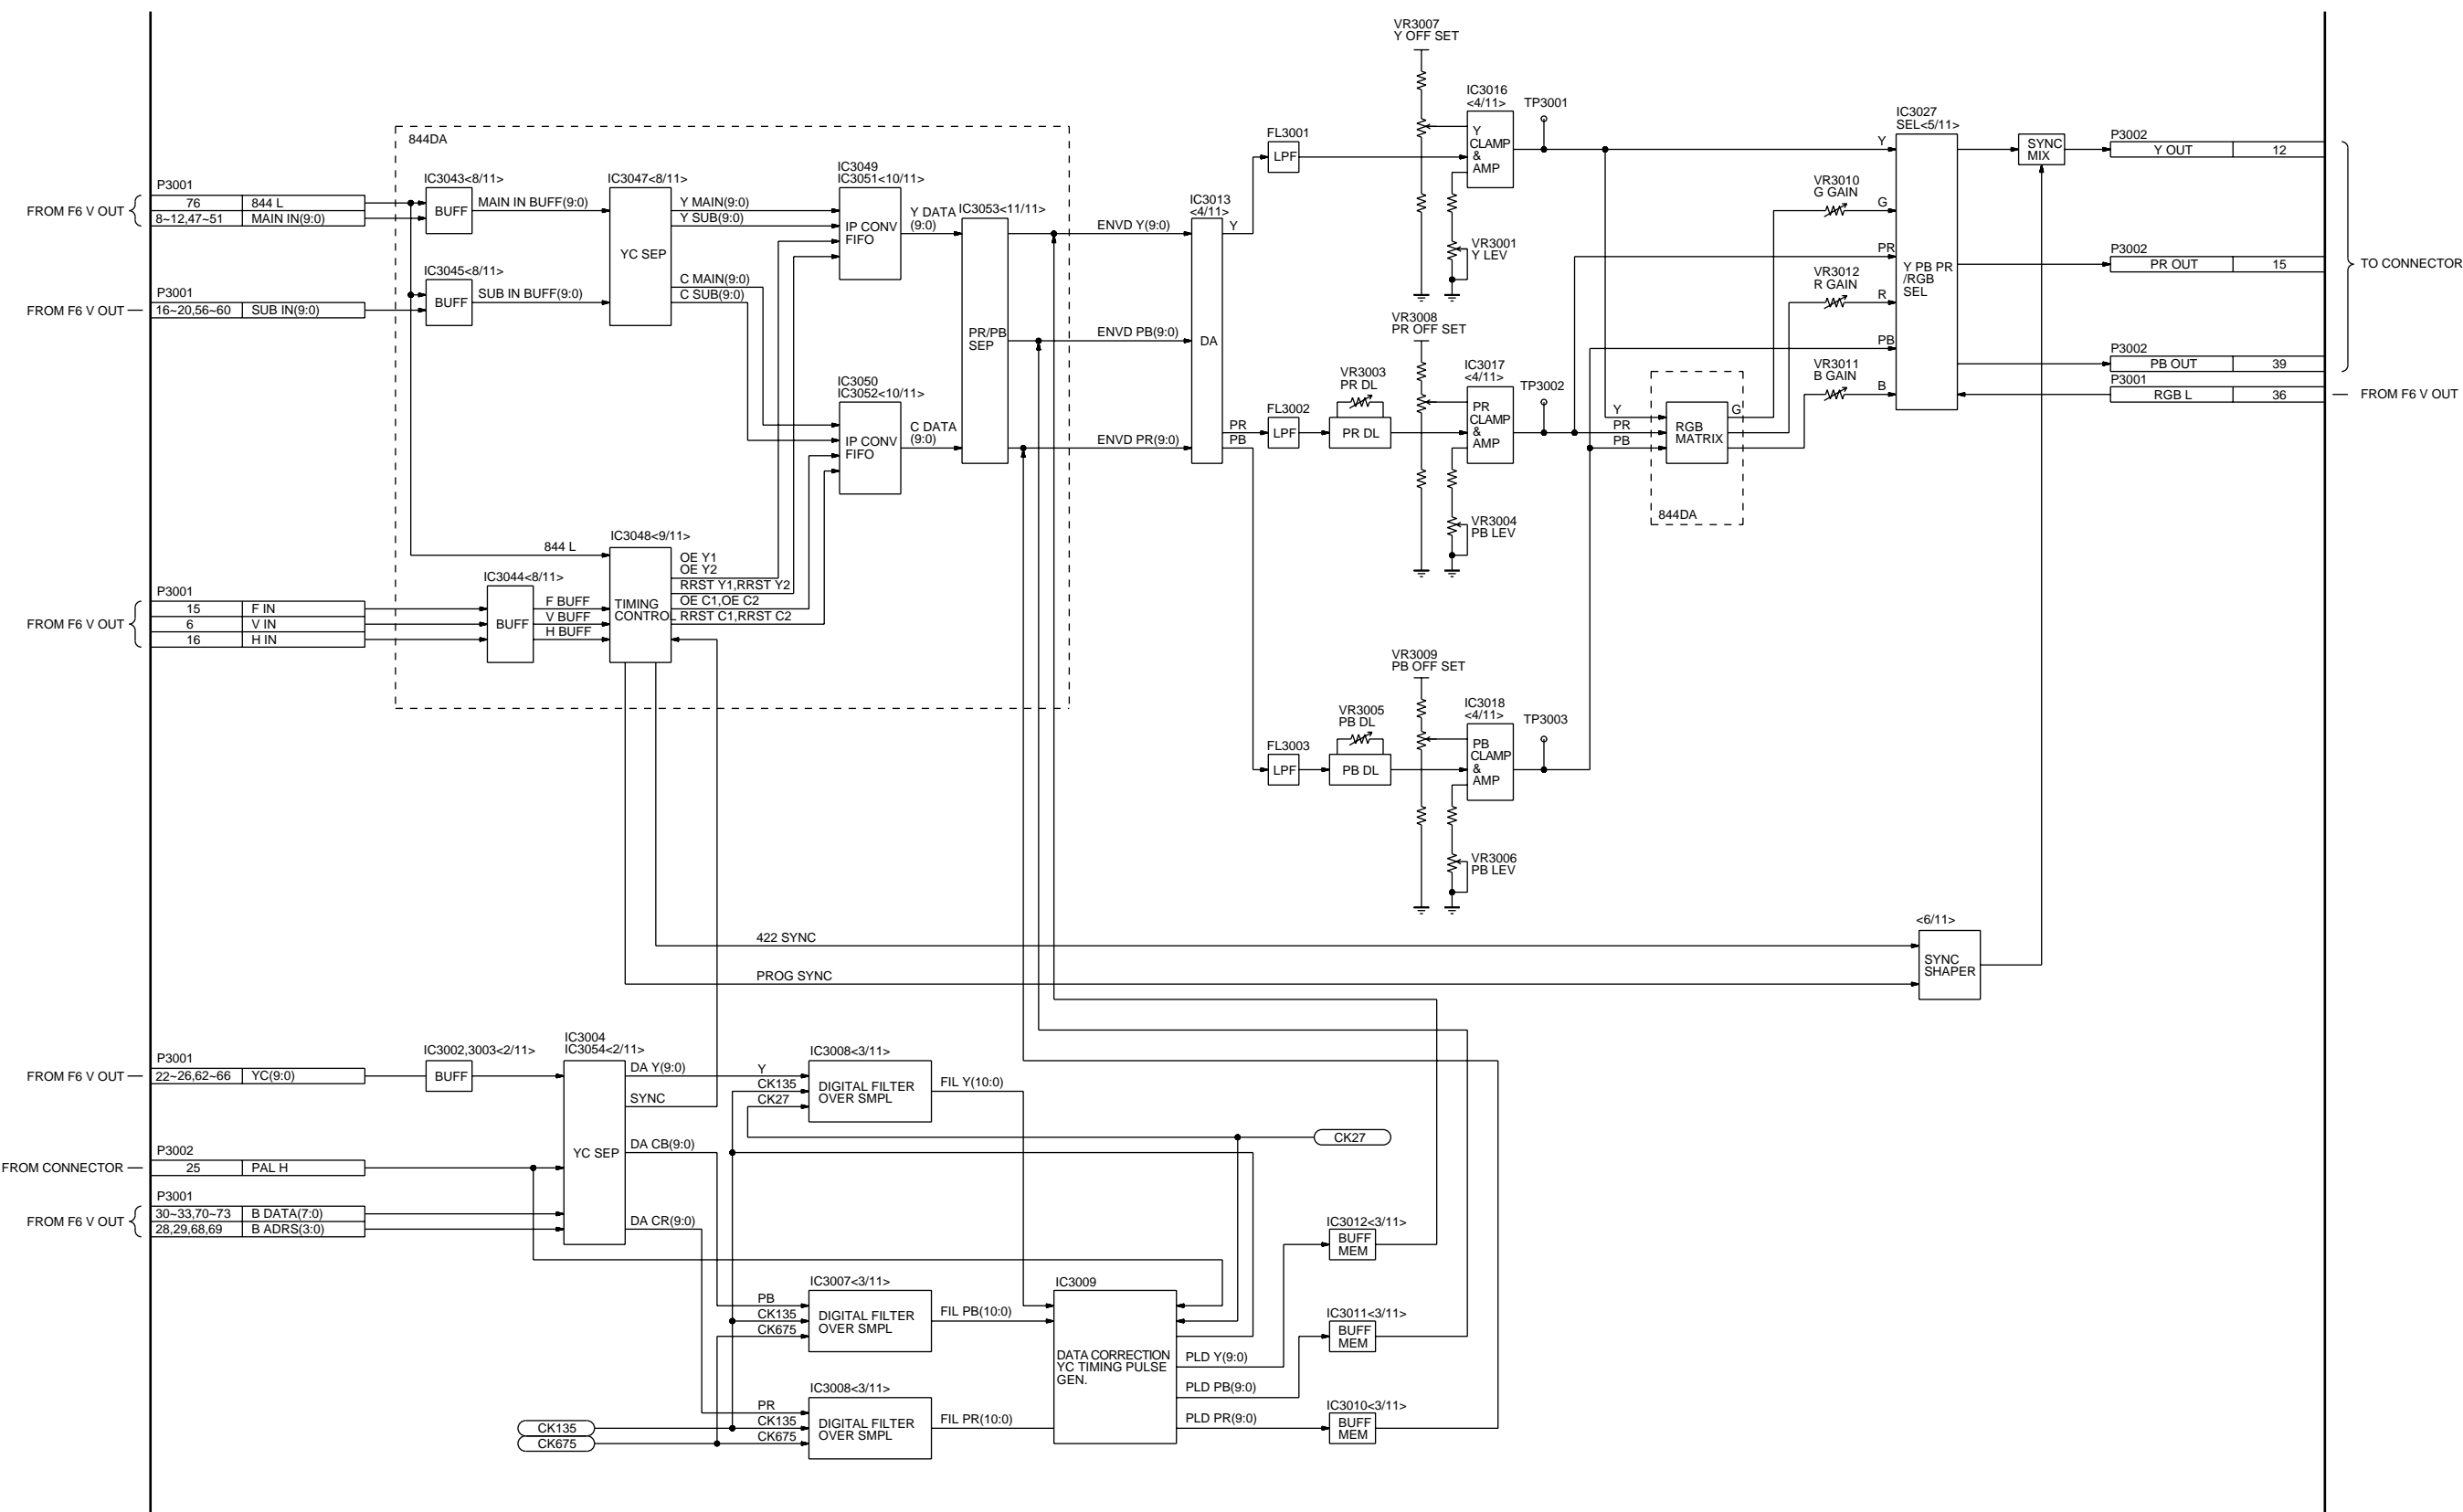 VR3007
Y OFF SET
IC3016
<4/11>
TP3001
Y
CLAMP
&
AMP
FL3001
LPF
VR3001
Y LEV
IC3027
SEL<5/11>
Y
G
PR
R
PB
B
Y PB PR
/RGB
SEL
SYNC
MIX
P3002
Y OUT 12
P3002
PR OUT 15
P3002
PB OUT 39
P3001
RGB L 36
TO CONNECTOR
FROM F6 V OUT
VR3010
G GAIN
VR3012
R GAIN
VR3011
B GAIN
844DA
P3001
76 844 L
8~12,47~51 MAIN IN(9:0)
FROM F6 V OUT
IC3043<8/11>
BUFF
MAIN IN BUFF(9:0)
IC3047<8/11>
YC SEP
Y MAIN(9:0)
Y SUB(9:0)
C MAIN(9:0)
C SUB(9:0)
IC3049
IC3051<10/11>
IP CONV
FIFO
Y DATA
(9:0)
IC3053<11/11>
PR/PB
SEP
ENVD Y(9:0)
ENVD PB(9:0)
ENVD PR(9:0)
IC3013
<4/11>
DA
Y
PR
PB
P3001
16~20,56~60 SUB IN(9:0)
FROM F6 V OUT
IC3045<8/11>
BUFF
SUB IN BUFF(9:0)
IC3050
IC3052<10/11>
IP CONV
FIFO
C DATA
(9:0)
VR3008
PR OFF SET
VR3003
PR DL
FL3002
LPF
PR DL
IC3017
<4/11>
PR
CLAMP
&
AMP
TP3002
VR3004
PB LEV
Y
PR
PB
RGB
MATRIX
G
844DA
844 L
IC3048<9/11>
TIMING
CONTROL
OE Y1
OE Y2
RRST Y1,RRST Y2
OE C1,OE C2
RRST C1,RRST C2
P3001
15 F IN
6 V IN
16 H IN
FROM F6 V OUT
IC3044<8/11>
BUFF
F BUFF
V BUFF
H BUFF
VR3009
PB OFF SET
VR3005
PB DL
FL3003
LPF
PB DL
IC3018
<4/11>
PB
CLAMP
&
AMP
TP3003
VR3006
PB LEV
422 SYNC
PROG SYNC
<6/11>
SYNC
SHAPER
P3001
22~26,62~66 YC(9:0)
FROM F6 V OUT
IC3002,3003<2/11>
BUFF
IC3004
IC3054<2/11>
YC SEP
DA Y(9:0)
SYNC
DA CB(9:0)
DA CR(9:0)
Y
CK135
CK27
IC3008<3/11>
DIGITAL FILTER
OVER SMPL
FIL Y(10:0)
CK27
P3002
25 PAL H
FROM CONNECTOR
P3001
30~33,70~73 B DATA(7:0)
28,29,68,69 B ADRS(3:0)
FROM F6 V OUT
PB
CK135
CK675
IC3007<3/11>
DIGITAL FILTER
OVER SMPL
FIL PB(10:0)
IC3009
DATA CORRECTION
YC TIMING PULSE
GEN.
PLD Y(9:0)
PLD PB(9:0)
PLD PR(9:0)
IC3012<3/11>
BUFF
MEM
IC3011<3/11>
BUFF
MEM
IC3010<3/11>
BUFF
MEM
PR
CK135
CK675
IC3008<3/11>
DIGITAL FILTER
OVER SMPL
FIL PR(10:0)
CK135
CK675